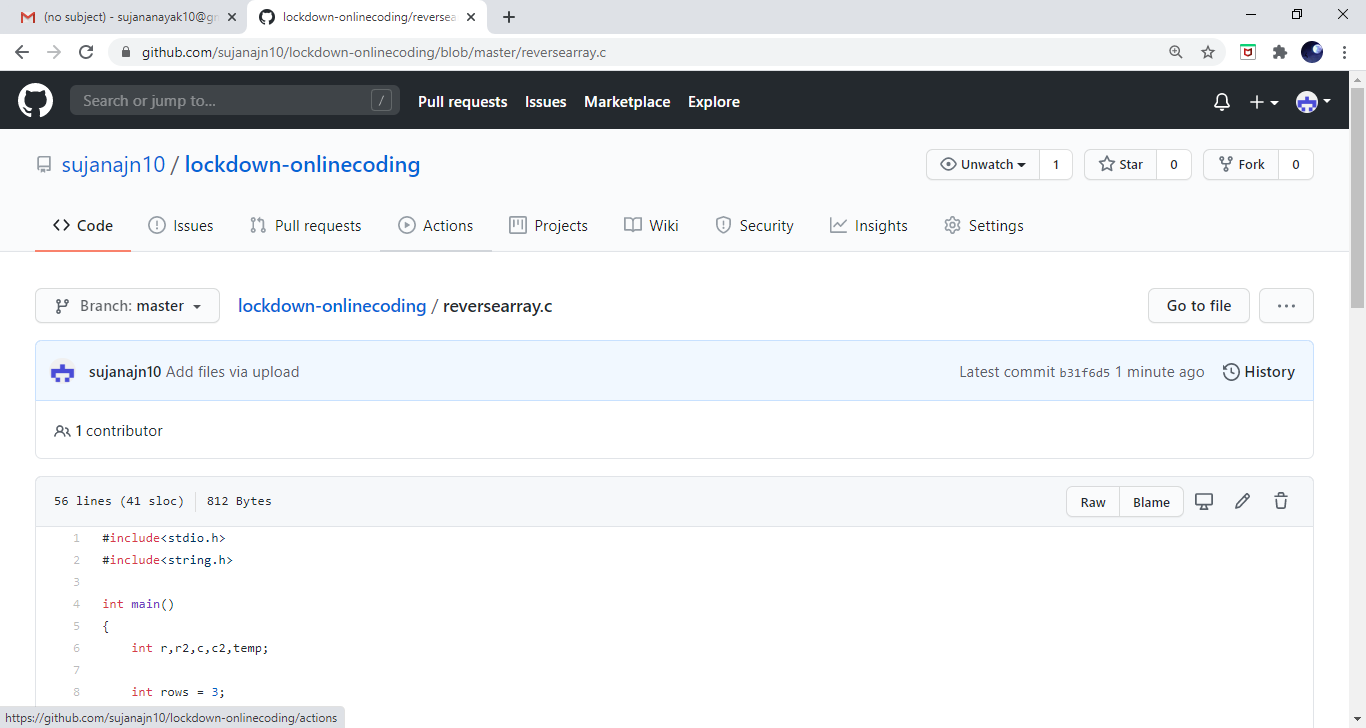 (no subject) - sujananayak10@gm
lockdown-onlinecoding/reversea
github.com/sujanajn10/lockdown-onlinecoding/blob/master/reversearray.c
Search or jump to... / Pull requests Issues Marketplace Explore
sujanajn10 / lockdown-onlinecoding Unwatch 1 Star 0 Fork 0
Code Issues Pull requests Actions Projects Wiki Security Insights Settings
Branch: master lockdown-onlinecoding / reversearray.c Go to file ...
sujanajn10 Add files via upload Latest commit b31f6d5 1 minute ago History
1 contributor
56 lines (41 sloc) 812 Bytes Raw Blame
1 #include<stdio.h>
2 #include<string.h>
3
4 int main()
5 {
6 int r,r2,c,c2,temp;
7
8 int rows = 3;
https://github.com/sujanajn10/lockdown-onlinecoding/actions